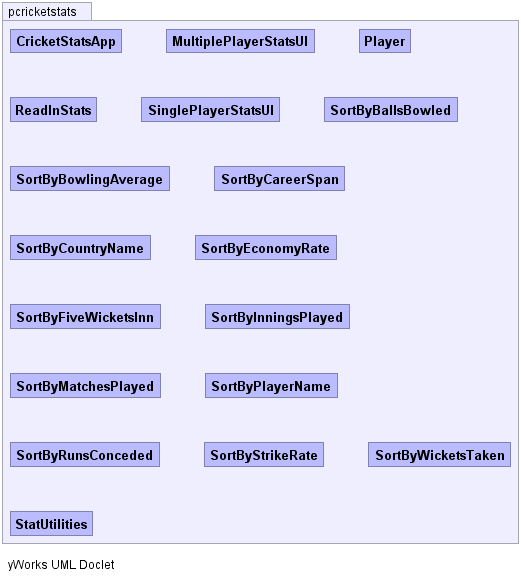 pcricketstats
CricketStatsApp MultiplePlayerStatsUI Player
ReadInStats SinglePlayerStatsUI SortByBallsBowled
SortByBowlingAverage SortByCareerSpan
SortByCountryName SortByEconomyRate
SortByFiveWicketsInn SortByInningsPlayed
SortByMatchesPlayed SortByPlayerName
SortByRunsConceded SortByStrikeRate SortByWicketsTaken
StatUtilities
yWorks UML Doclet